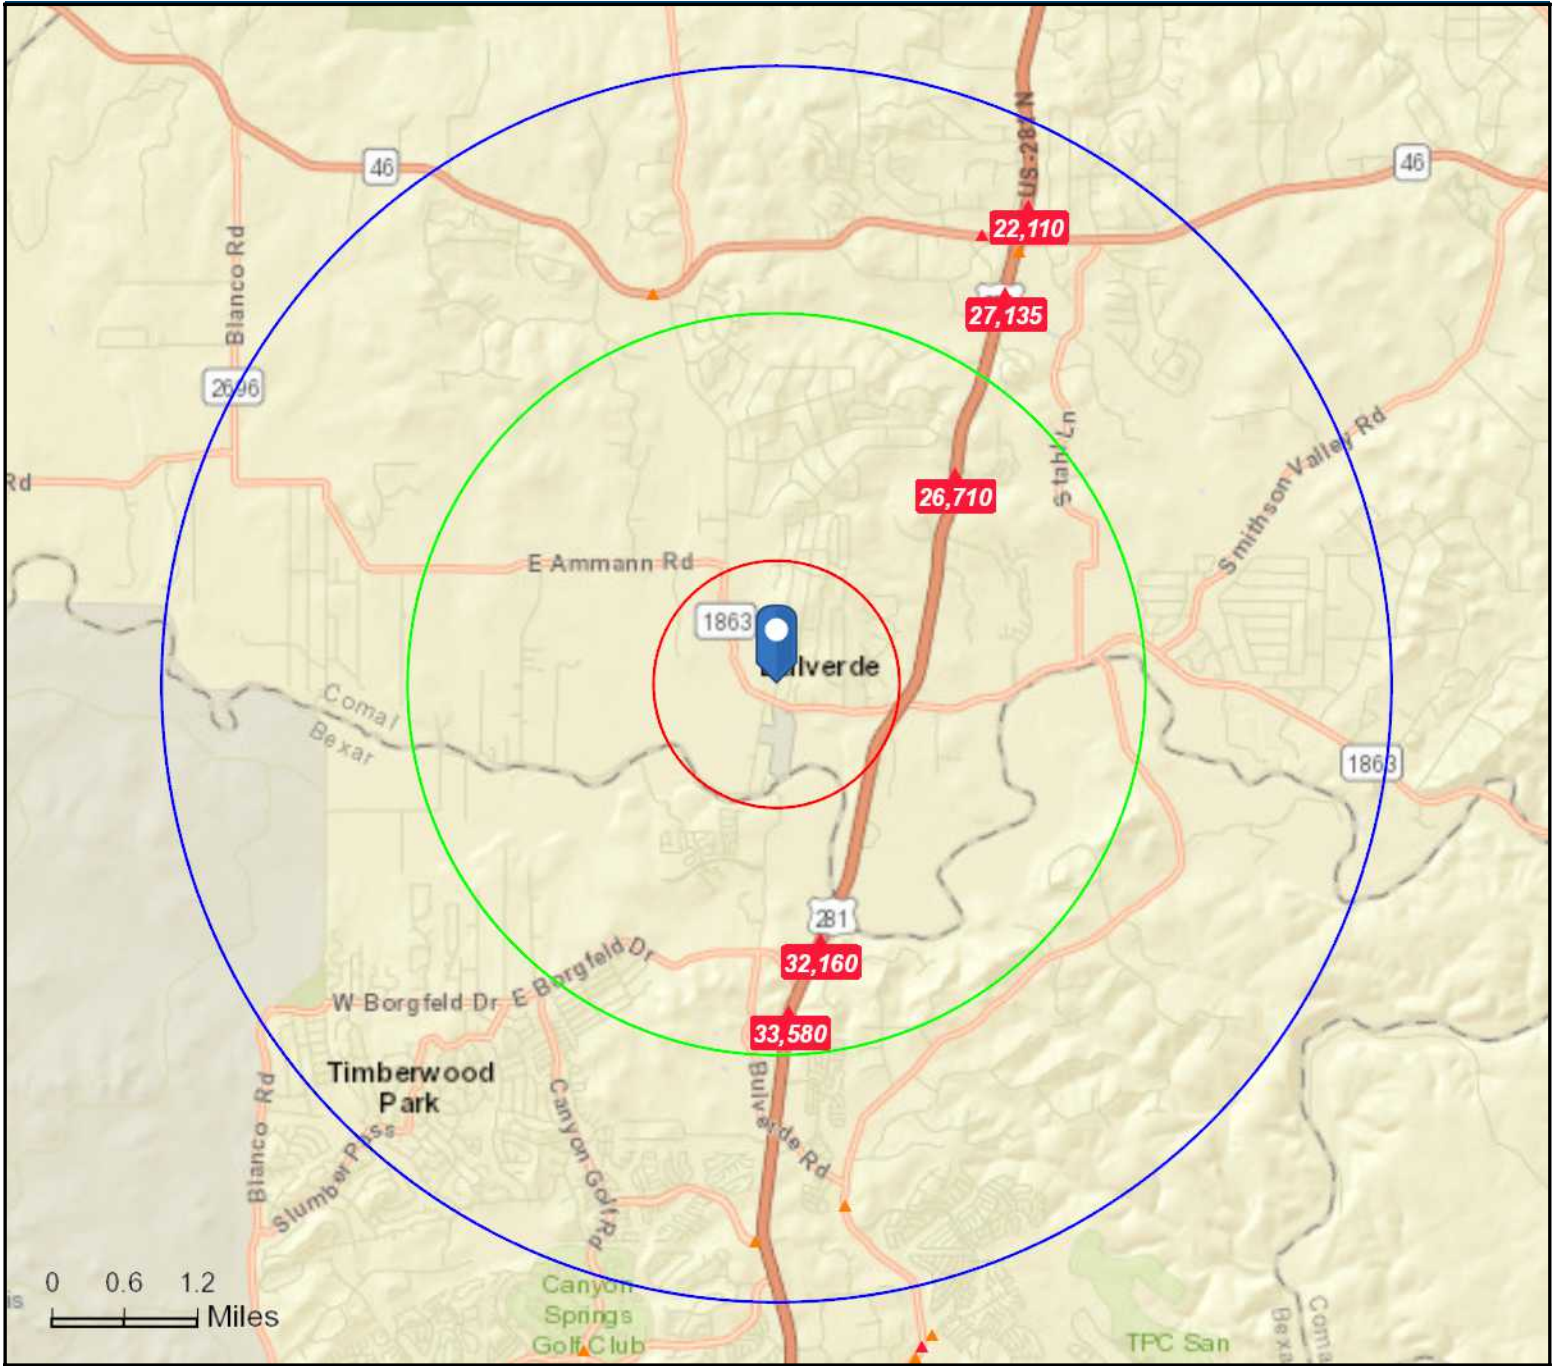 US-281 N
46
46
22,110
27,135
Blanco Rd
2696
Stahl Ln
Smithson Valley Rd
Rd
26,710
E Ammann Rd
1863
Comal
Bexar
1863
281
32,160
W Borgfeld Dr
E Borgfeld Dr
33,580
Timberwood
Park
Blanco Rd
Slumber Pass
Canyon Golf Rd
Bulverde Rd
0 0.6 1.2
Miles
Canyon
Springs
Golf Club
TPC San